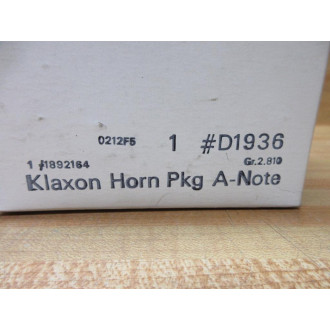 0212F5 1 #D1936
1 #1892164 Gr.2.810
Klaxon Horn Pkg A-Note